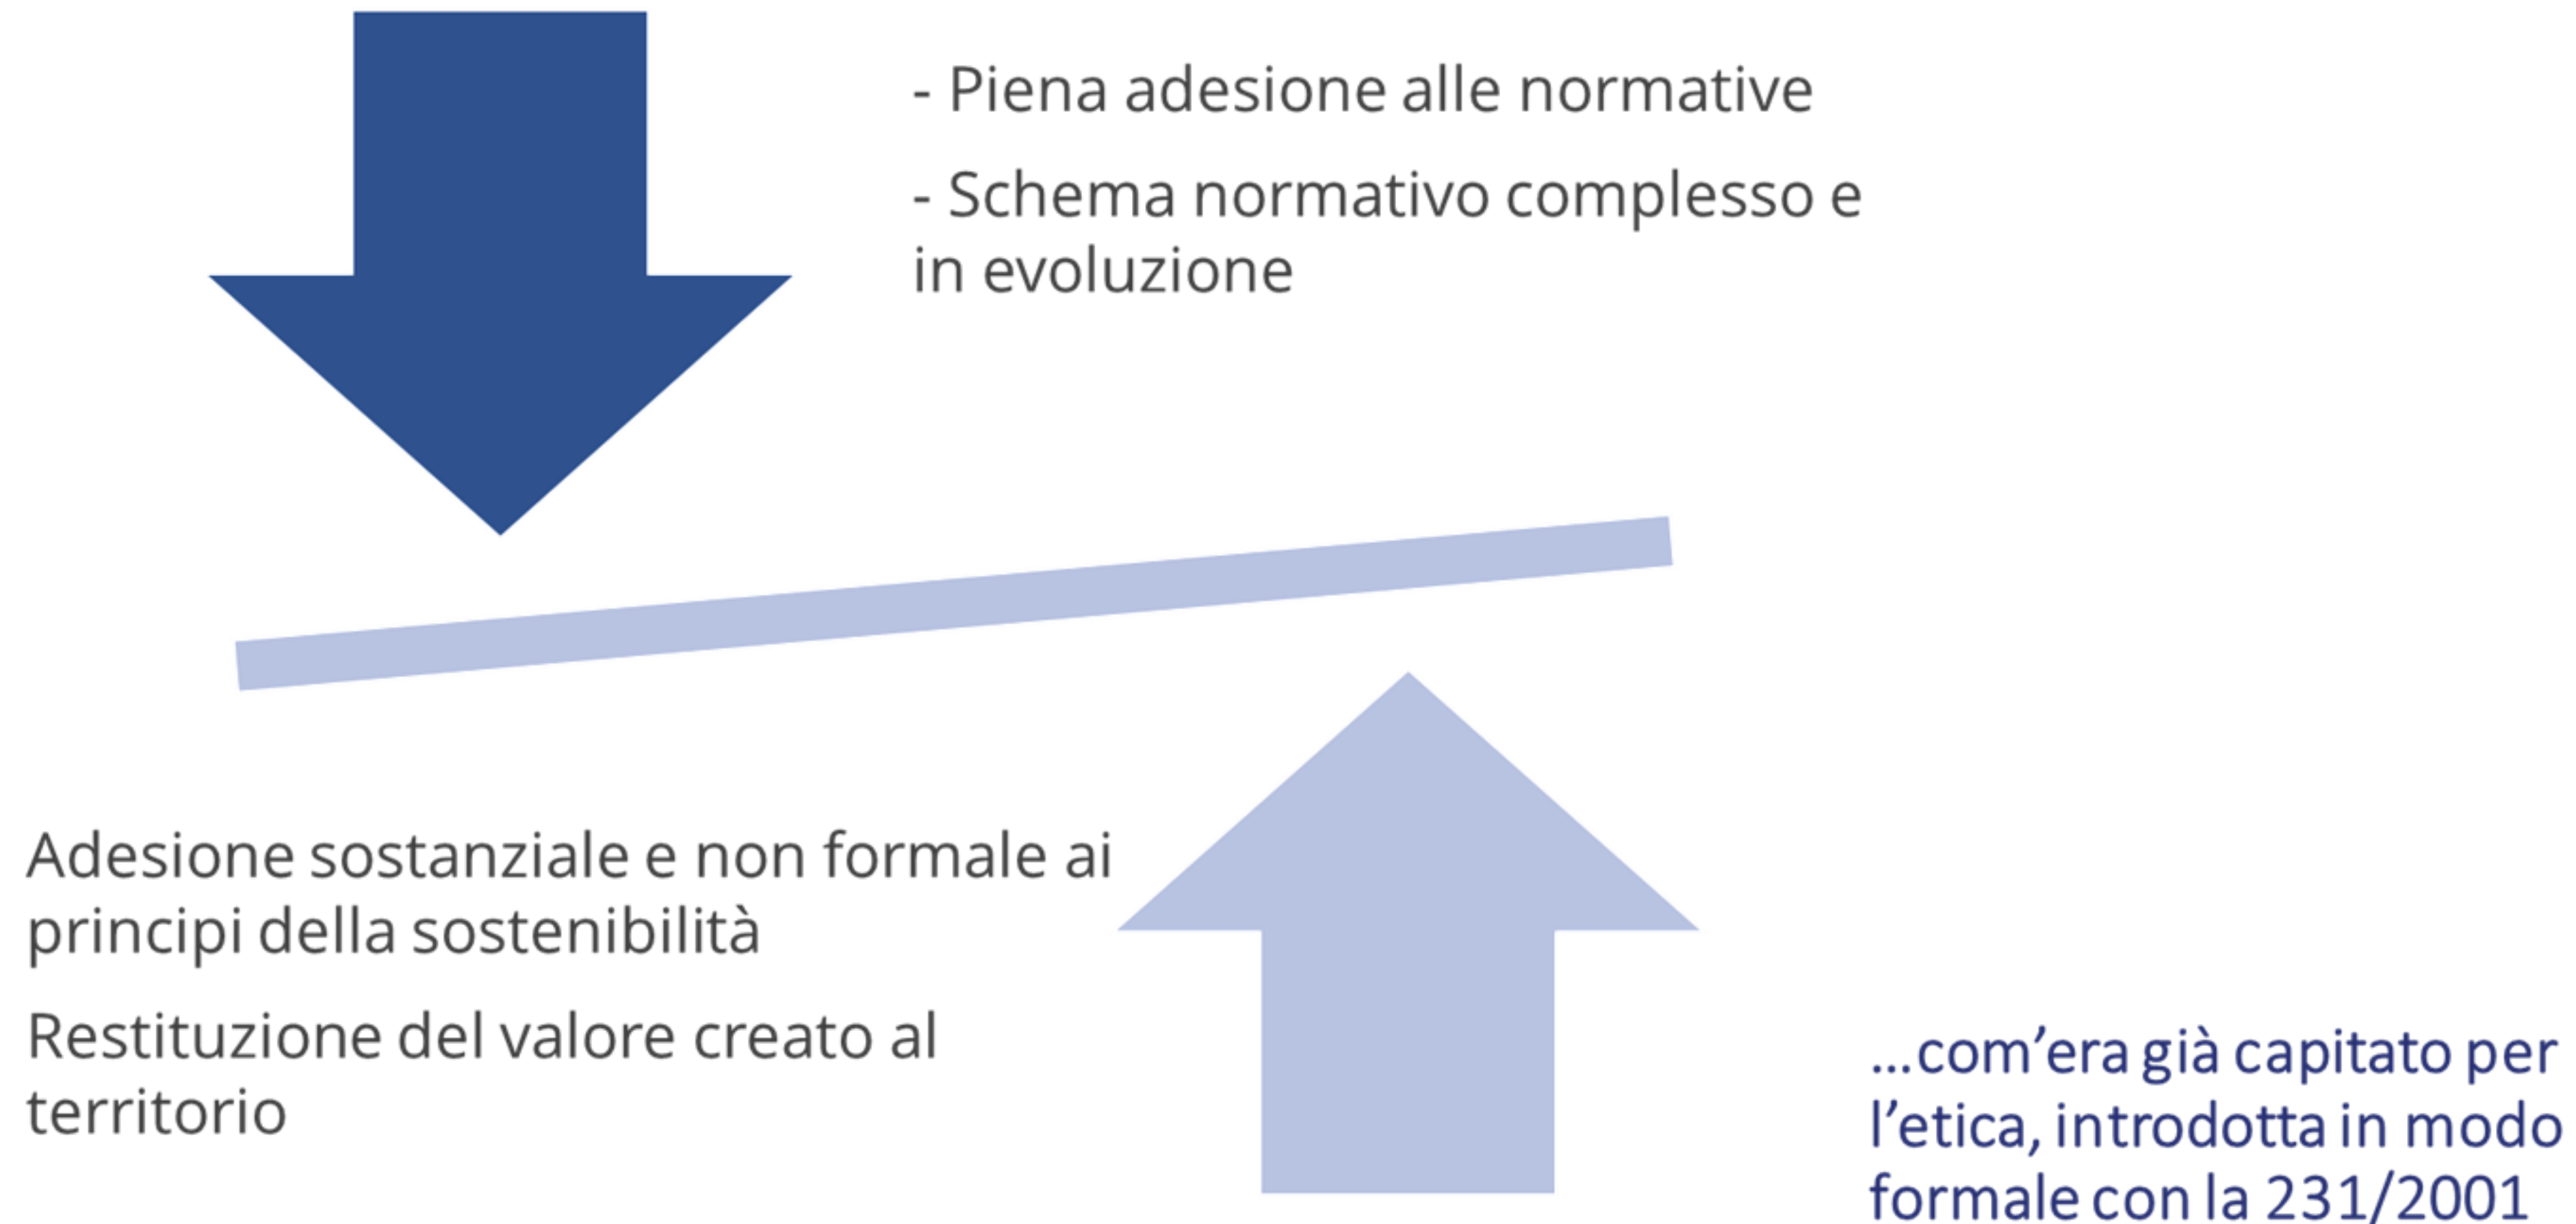 - Piena adesione alle normative
- Schema normativo complesso e
in evoluzione
Adesione sostanziale e non formale ai
principi della sostenibilità
Restituzione del valore creato al
territorio
...com’era già capitato per
l’etica, introdotta in modo
formale con la 231/2001